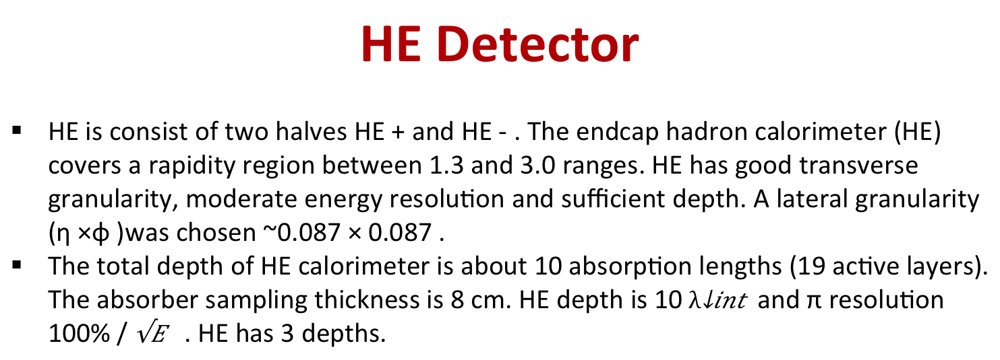 HE Detector
▪ HE is consist of two halves HE + and HE - . The endcap hadron calorimeter (HE)
covers a rapidity region between 1.3 and 3.0 ranges. HE has good transverse
granularity, moderate energy resolution and sufficient depth. A lateral granularity
(η ×ϕ )was chosen ~0.087 × 0.087 .
▪ The total depth of HE calorimeter is about 10 absorption lengths (19 active layers).
The absorber sampling thickness is 8 cm. HE depth is 10 λ↓int and π resolution
100% / √E . HE has 3 depths.